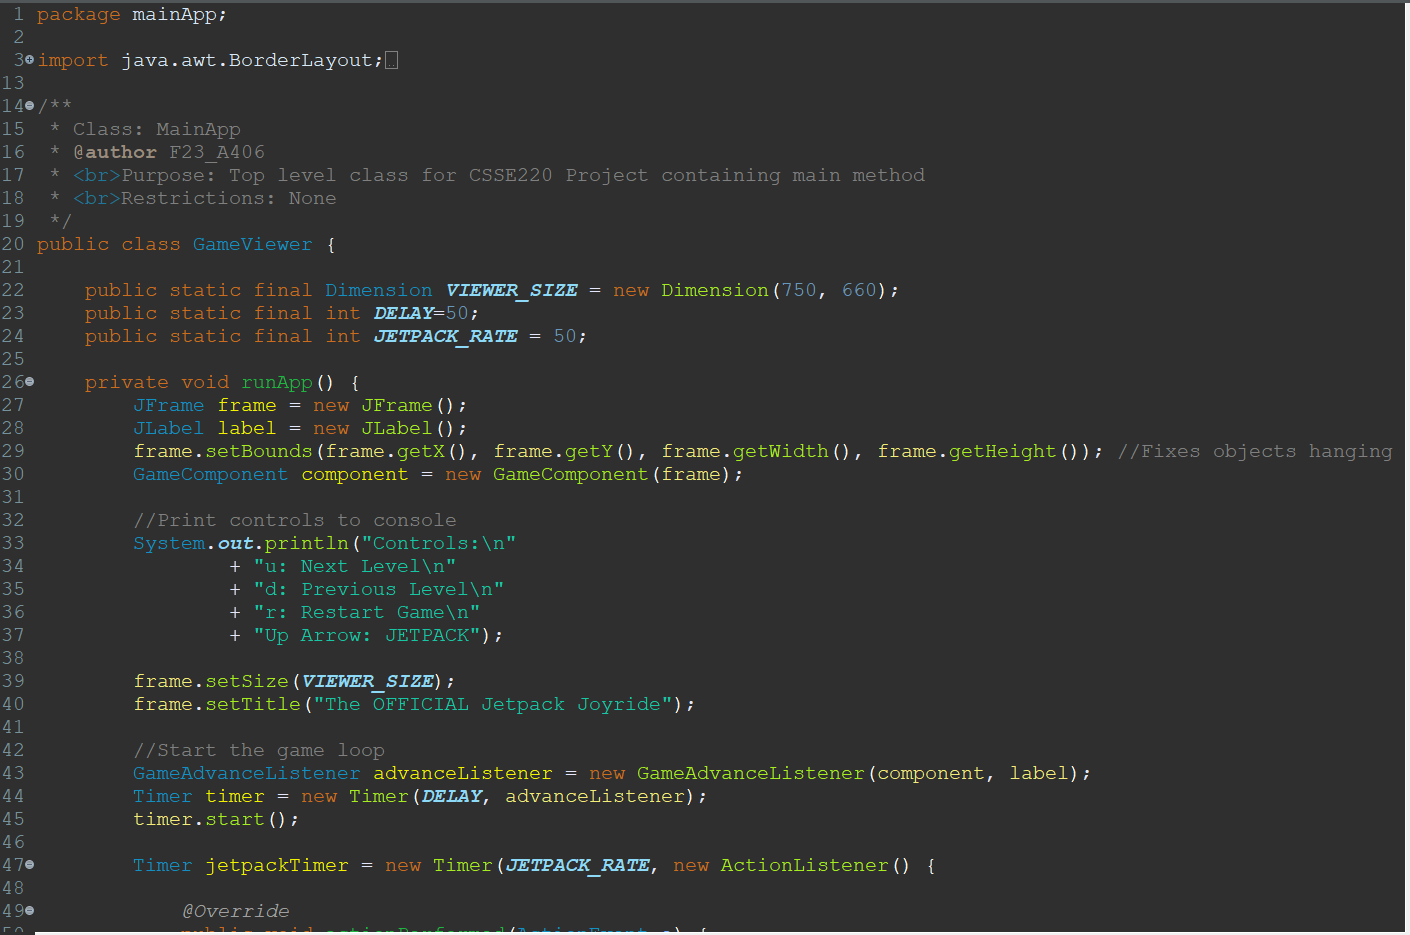 1 package mainApp;
2
3 import java.awt.BorderLayout;
13
14 /**
15  * Class: MainApp
16  * @author F23_A406
17  * <br>Purpose: Top level class for CSSE220 Project containing main method
18  * <br>Restrictions: None
19  */
20 public class GameViewer {
21
22     public static final Dimension VIEWER_SIZE = new Dimension(750, 660);
23     public static final int DELAY=50;
24     public static final int JETPACK_RATE = 50;
25
26     private void runApp() {
27         JFrame frame = new JFrame();
28         JLabel label = new JLabel();
29         frame.setBounds(frame.getX(), frame.getY(), frame.getWidth(), frame.getHeight()); //Fixes objects hanging
30         GameComponent component = new GameComponent(frame);
31
32         //Print controls to console
33         System.out.println("Controls:\n"
34                 + "u: Next Level\n"
35                 + "d: Previous Level\n"
36                 + "r: Restart Game\n"
37                 + "Up Arrow: JETPACK");
38
39         frame.setSize(VIEWER_SIZE);
40         frame.setTitle("The OFFICIAL Jetpack Joyride");
41
42         //Start the game loop
43         GameAdvanceListener advanceListener = new GameAdvanceListener(component, label);
44         Timer timer = new Timer(DELAY, advanceListener);
45         timer.start();
46
47         Timer jetpackTimer = new Timer(JETPACK_RATE, new ActionListener() {
48
49             @Override
50             public void actionPerformed(ActionEvent e) {